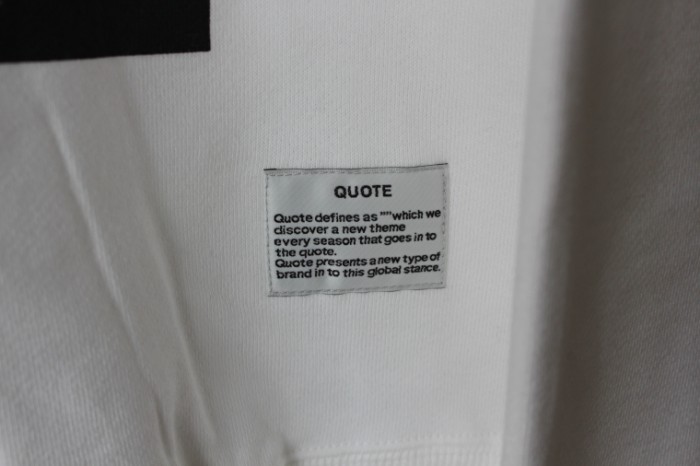 QUOTE
Quote defines as """which we
discover a new theme
every season that goes in to
the quote.
Quote presents a new type of
brand in to this global stance.